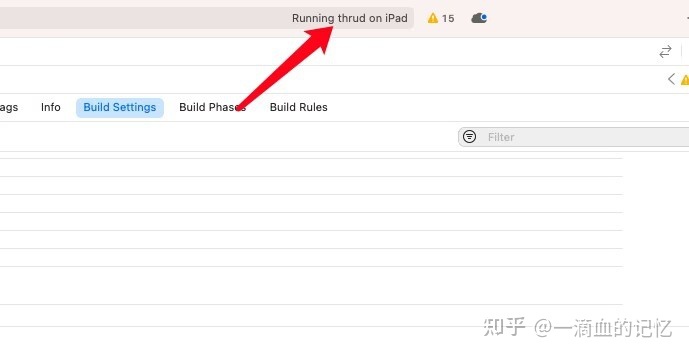 Running thrud on iPad 15
ags Info Build Settings Build Phases Build Rules
Filter
知乎 @一滴血的记忆